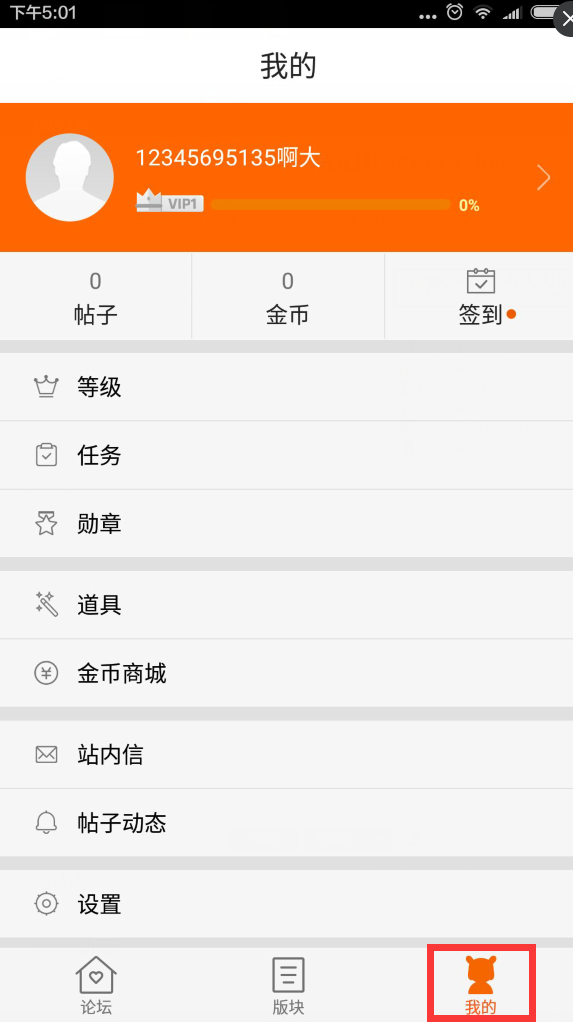 下午5:01
我的
12345695135啊大
VIP1 0%
0 0
帖子 金币 签到
等级
任务
勋章
道具
金币商城
站内信
帖子动态
设置
论坛 版块 我的